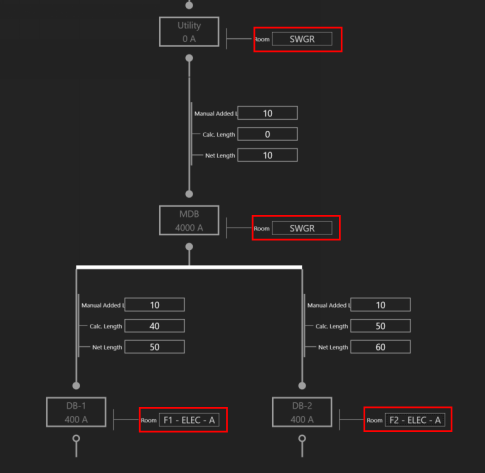 Utility
0 A
Room SWGR
Manual Added L 10
Calc. Length 0
Net Length 10
MDB
4000 A
Room SWGR
Manual Added L 10
Calc. Length 40
Net Length 50
Manual Added L 10
Calc. Length 50
Net Length 60
DB-1
400 A
Room F1 - ELEC - A
DB-2
400 A
Room F2 - ELEC - A